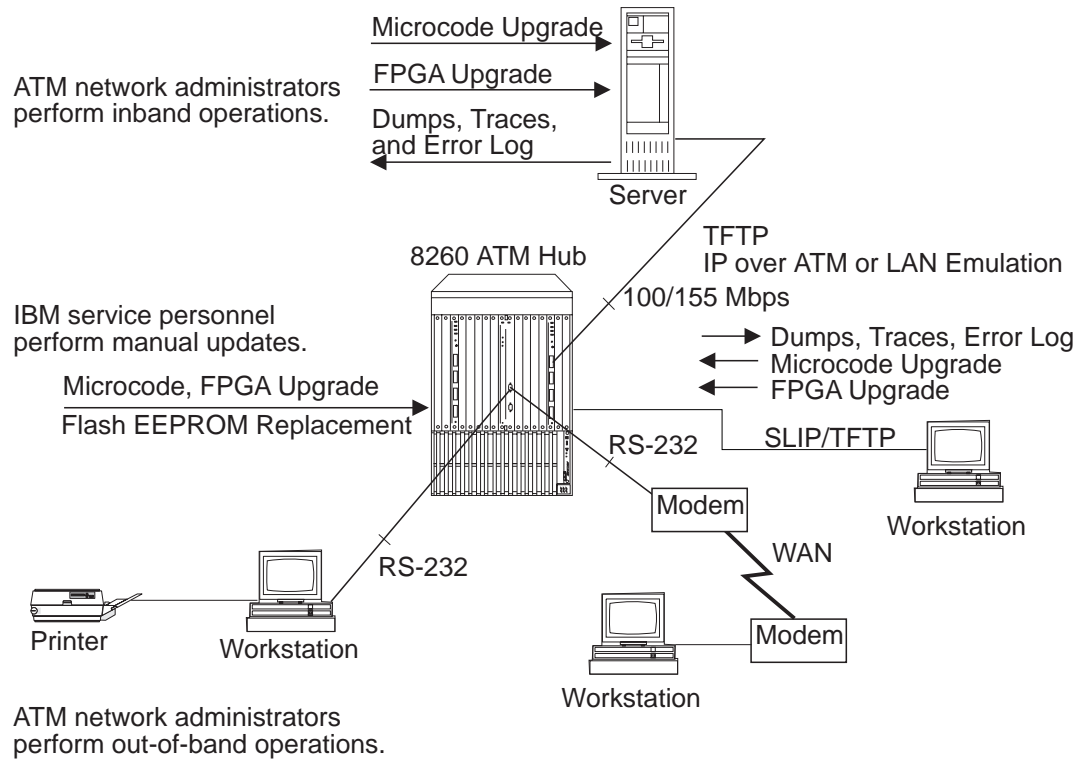 Microcode Upgrade
FPGA Upgrade
Dumps, Traces,
and Error Log
ATM network administrators
perform inband operations.
Server
TFTP
IP over ATM or LAN Emulation
8260 ATM Hub
100/155 Mbps
IBM service personnel
perform manual updates.
Dumps, Traces, Error Log
Microcode Upgrade
FPGA Upgrade
Microcode, FPGA Upgrade
Flash EEPROM Replacement
RS-232
SLIP/TFTP
Modem
Workstation
WAN
RS-232
Printer
Workstation
Modem
Workstation
ATM network administrators
perform out-of-band operations.